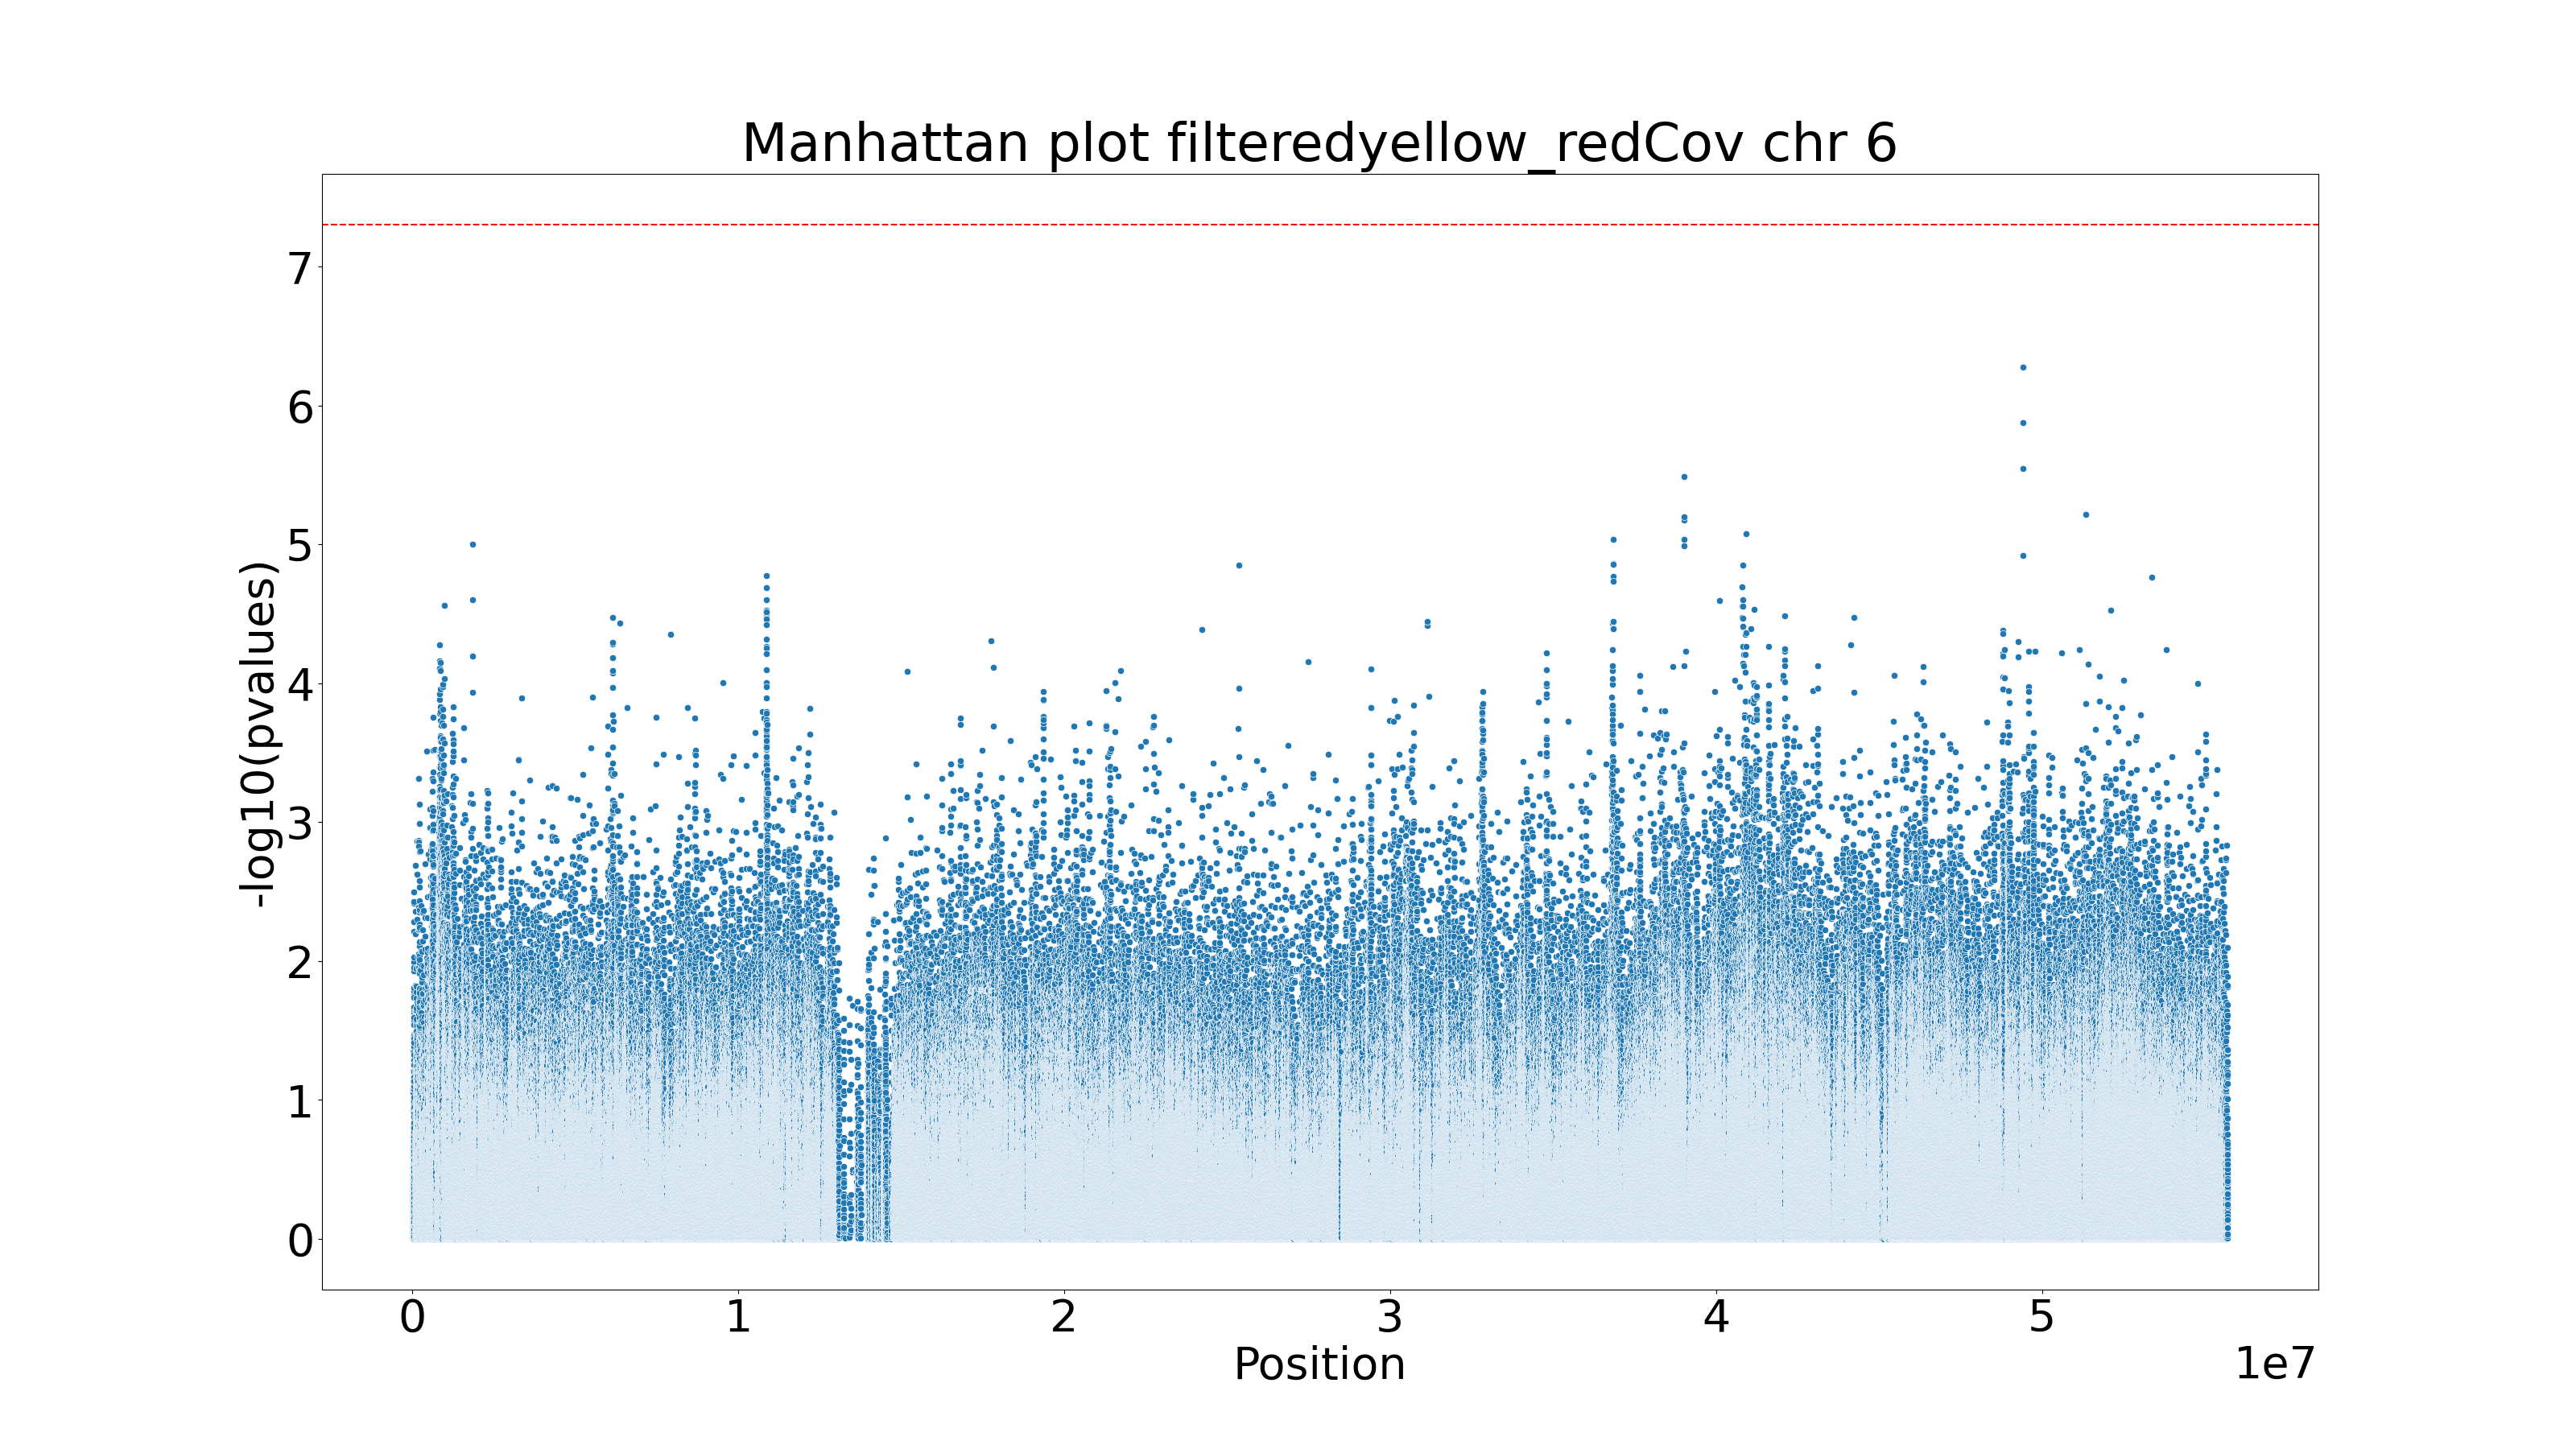 Manhattan plot filteredyellow_redCov chr 6
-log10(pvalues)
7
6
5
4
3
2
1
0
0 1 2 3 4 5
Position
1e7